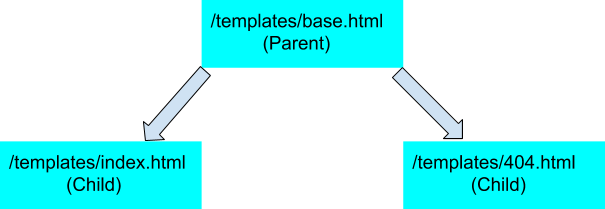 /templates/base.html
(Parent)
/templates/index.html
(Child)
/templates/404.html
(Child)